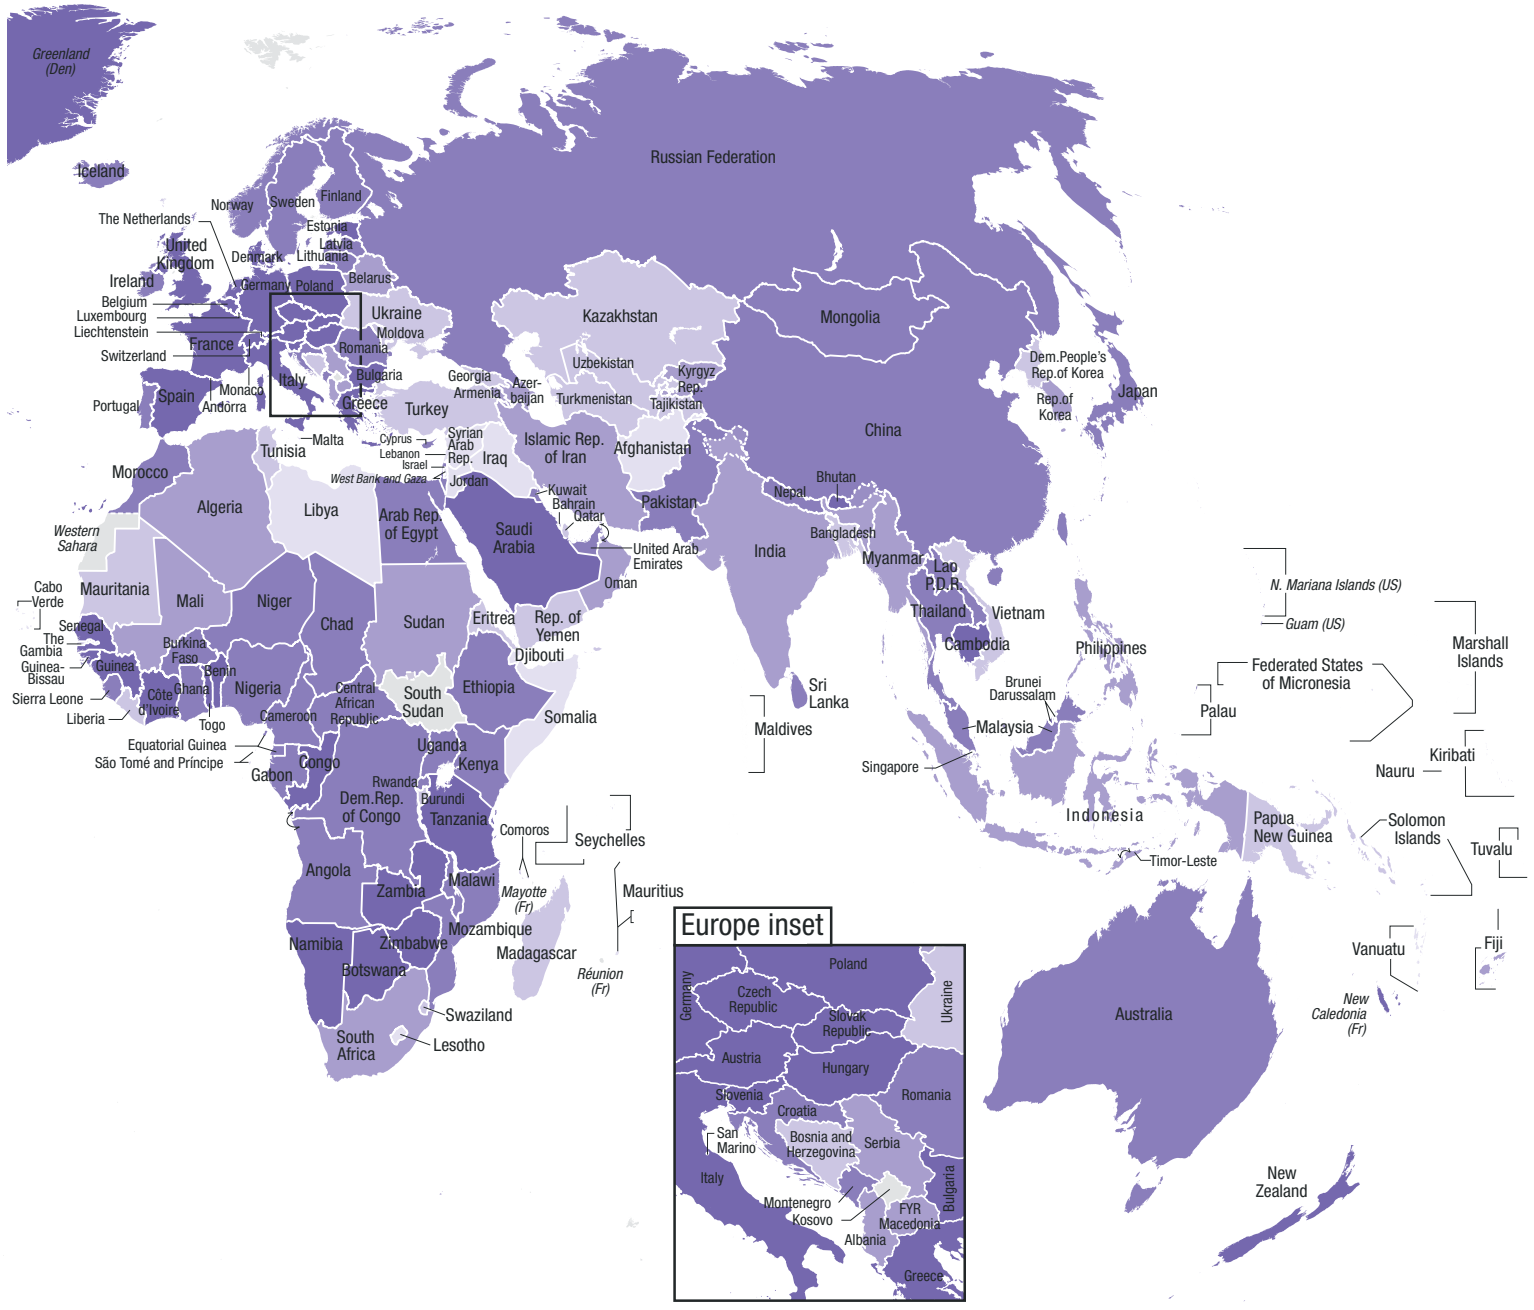 Greenland
(Den)
Iceland
Russian Federation
Norway
Sweden
Finland
The Netherlands
Estonia
Latvia
Lithuania
United
Kingdom
Denmark
Ireland
Germany
Poland
Belarus
Belgium
Luxembourg
Liechtenstein
Switzerland
France
Ukraine
Moldova
Romania
Kazakhstan
Mongolia
Italy
Bulgaria
Monaco
Andorra
Spain
Portugal
Greece
Georgia
Armenia
Azer-
baijan
Turkey
Uzbekistan
Turkmenistan
Kyrgyz
Rep.
Tajikistan
Dem.People's
Rep.of Korea
Rep.of
Korea
Japan
China
Malta
Tunisia
Cyprus
Lebanon
Israel
West Bank and Gaza
Syrian
Arab
Rep.
Iraq
Jordan
Islamic Rep.
of Iran
Afghanistan
Morocco
Algeria
Libya
Arab Rep.
of Egypt
Kuwait
Bahrain
Qatar
Saudi
Arabia
United Arab
Emirates
Oman
Pakistan
Nepal
Bhutan
Bangladesh
India
Myanmar
Lao
P.D.R.
Thailand
Vietnam
Cambodia
Philippines
Western
Sahara
Mauritania
Mali
Niger
Chad
Sudan
Eritrea
Rep. of
Yemen
Djibouti
Cabo
Verde
Senegal
The
Gambia
Guinea-
Bissau
Guinea
Sierra Leone
Liberia
Burkina
Faso
Côte
d'Ivoire
Ghana
Benin
Togo
Nigeria
Cameroon
Central
African
Republic
South
Sudan
Ethiopia
Somalia
Equatorial Guinea
São Tomé and Príncipe
Gabon
Congo
Uganda
Kenya
Rwanda
Burundi
Dem.Rep.
of Congo
Tanzania
Comoros
Seychelles
Mayotte
(Fr)
Mauritius
Réunion
(Fr)
Angola
Zambia
Malawi
Mozambique
Madagascar
Namibia
Zimbabwe
Botswana
Swaziland
Lesotho
South
Africa
Sri
Lanka
Maldives
Brunei
Darussalam
Malaysia
Singapore
Indonesia
Timor-Leste
N. Mariana Islands (US)
Guam (US)
Federated States
of Micronesia
Palau
Marshall
Islands
Kiribati
Nauru
Papua
New Guinea
Solomon
Islands
Tuvalu
Vanuatu
Fiji
New
Caledonia
(Fr)
Australia
New
Zealand
Europe inset
Germany
Poland
Czech
Republic
Ukraine
Slovak
Republic
Austria
Hungary
Slovenia
Croatia
Romania
San
Marino
Bosnia and
Herzegovina
Serbia
Italy
Bulgaria
Montenegro
Kosovo
FYR
Macedonia
Albania
Greece